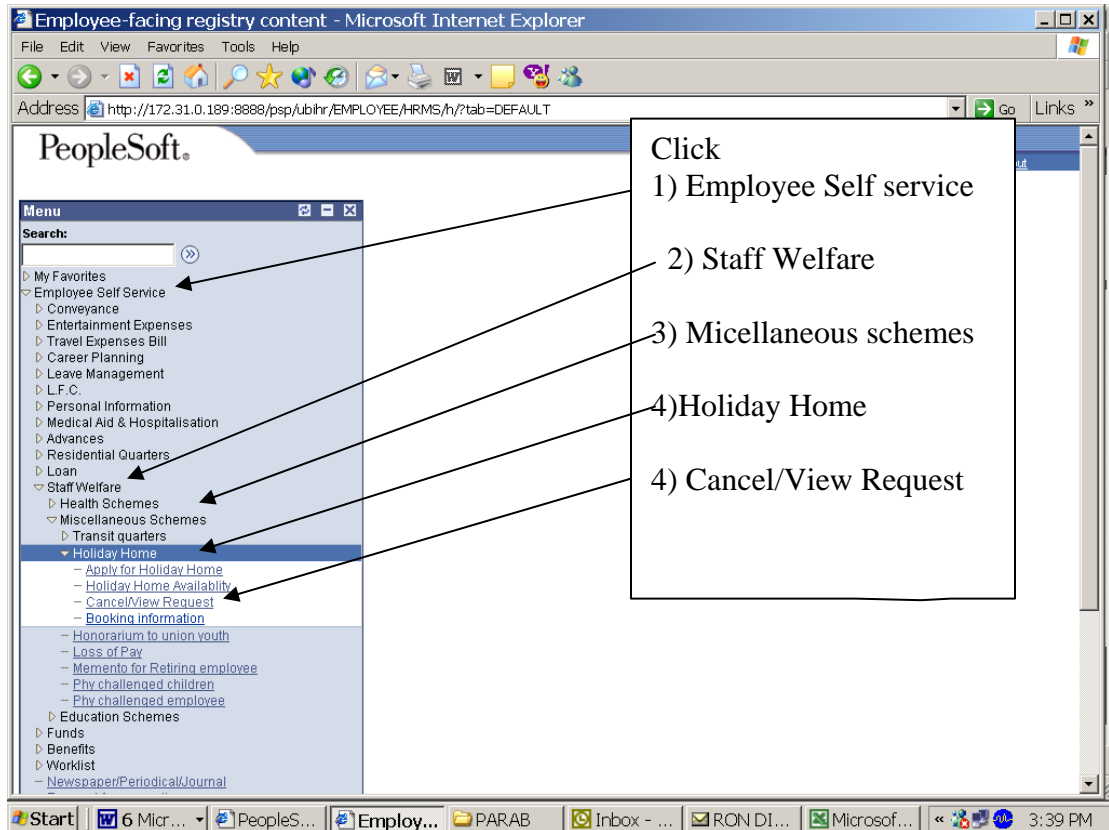 Employee-facing registry content - Microsoft Internet Explorer
File Edit View Favorites Tools Help
Address http://172.31.0.189:8888/psp/ubihr/EMPLOYEE/HRMS/h/?tab=DEFAULT Go Links »
PeopleSoft®
Menu
Search:
My Favorites
Employee Self Service
Conveyance
Entertainment Expenses
Travel Expenses Bill
Career Planning
Leave Management
L.F.C.
Personal Information
Medical Aid & Hospitalisation
Advances
Residential Quarters
Loan
Staff Welfare
Health Schemes
Miscellaneous Schemes
Transit quarters
Holiday Home
Apply for Holiday Home
Holiday Home Availablity
Cancel/View Request
Booking information
Honorarium to union youth
Loss of Pay
Memento for Retiring employee
Phy challenged children
Phy challenged employee
Education Schemes
Funds
Benefits
Worklist
Newspaper/Periodical/Journal
Click
1) Employee Self service
2) Staff Welfare
3) Micellaneous schemes
4)Holiday Home
4) Cancel/View Request
Start 6 Micr... PeopleS... Employ... PARAB Inbox - ... RON DI... Microsof... « 3:39 PM